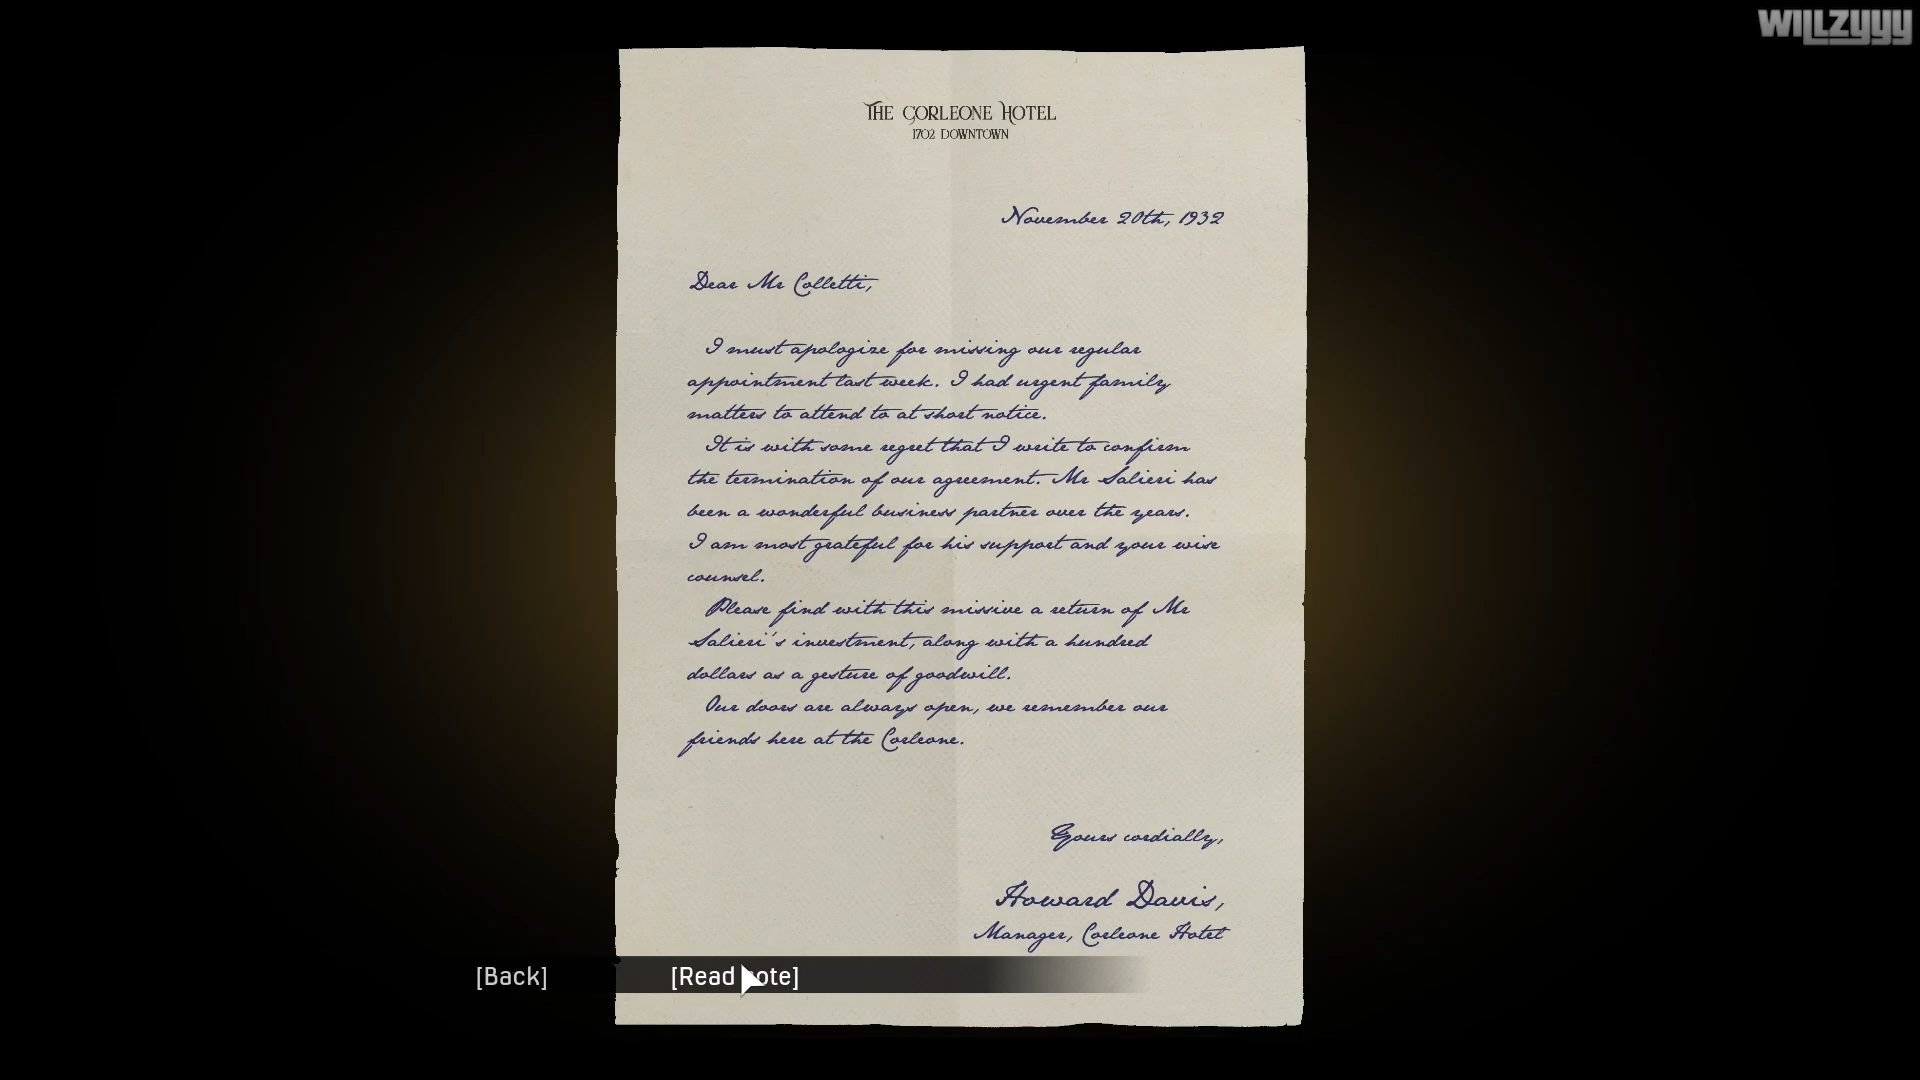 WILLZYYY
THE CORLEONE HOTEL
1702 DOWNTOWN
November 20th, 1932
Dear Mr Colletti,
I must apologize for missing our regular
appointment last week. I had urgent family
matters to attend to at short notice.
It is with some regret that I write to confirm
the termination of our agreement. Mr Salieri has
been a wonderful business partner over the years.
I am most grateful for his support and your wise
counsel.
Please find with this missive a return of Mr
Salieri's investment, along with a hundred
dollars as a gesture of goodwill.
Our doors are always open, we remember our
friends here at the Corleone.
Yours cordially,
Howard Davis,
Manager, Corleone Hotel
[Back] [Read note]